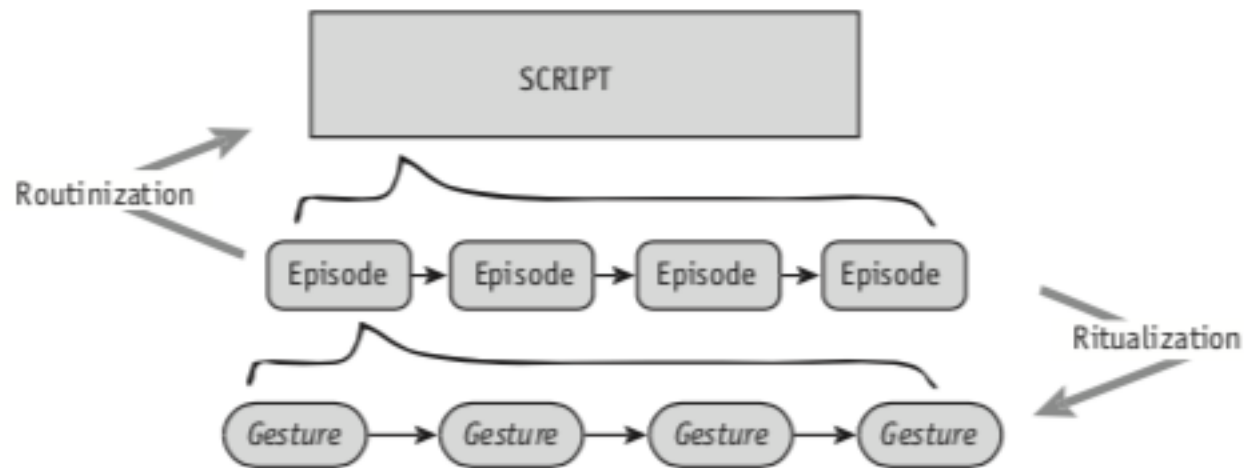 SCRIPT
Routinization
Episode Episode Episode Episode
Ritualization
Gesture Gesture Gesture Gesture